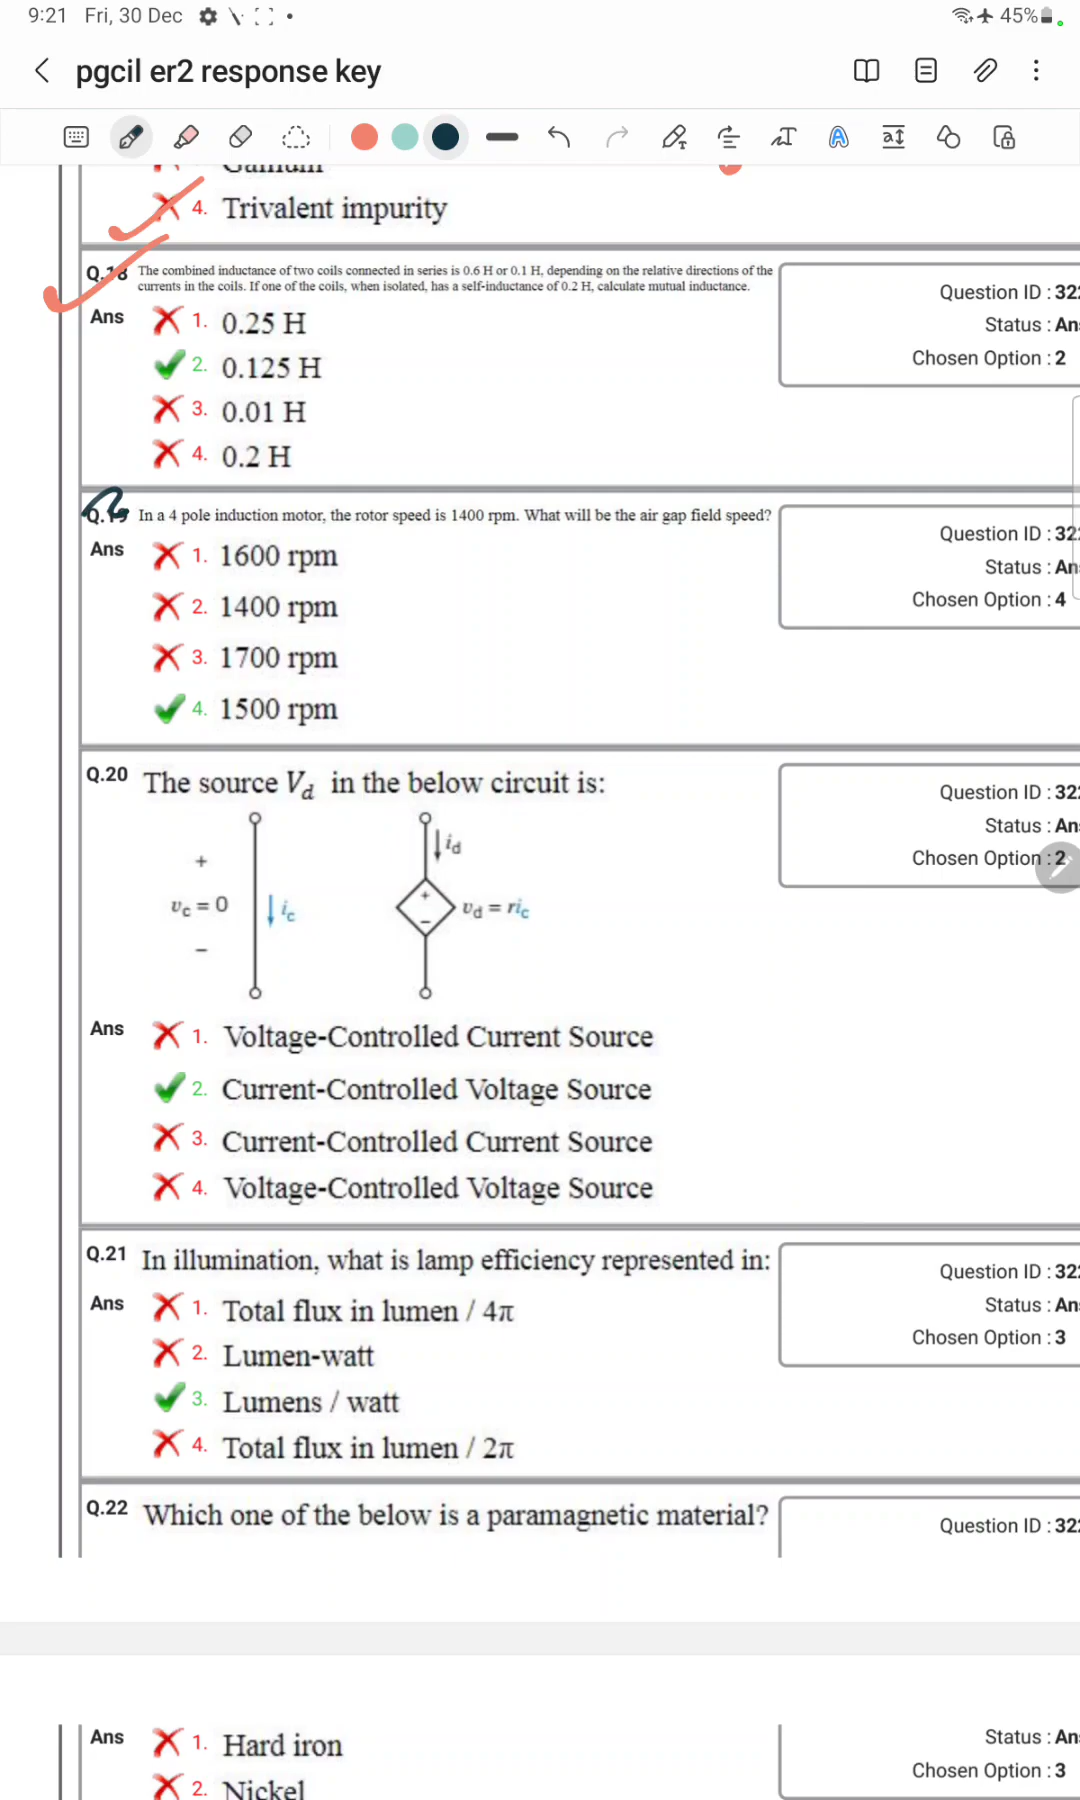 9:21 Fri, 30 Dec
45%
pgcil er2 response key
4. Trivalent impurity
Q.18 The combined inductance of two coils connected in series is 0.6 H or 0.1 H, depending on the relative directions of the
currents in the coils. If one of the coils, when isolated, has a self-inductance of 0.2 H, calculate mutual inductance.
Question ID : 32
Status : An
Chosen Option : 2
Ans 1. 0.25 H
2. 0.125 H
3. 0.01 H
4. 0.2 H
Q.19 In a 4 pole induction motor, the rotor speed is 1400 rpm. What will be the air gap field speed?
Question ID : 32
Status : An
Chosen Option : 4
Ans 1. 1600 rpm
2. 1400 rpm
3. 1700 rpm
4. 1500 rpm
Q.20 The source Vd in the below circuit is:
Question ID : 32
Status : An
Chosen Option : 2
+
vc = 0
−
ic
id
+
−
vd = ric
Ans 1. Voltage-Controlled Current Source
2. Current-Controlled Voltage Source
3. Current-Controlled Current Source
4. Voltage-Controlled Voltage Source
Q.21 In illumination, what is lamp efficiency represented in:
Question ID : 32
Status : An
Chosen Option : 3
Ans 1. Total flux in lumen / 4π
2. Lumen-watt
3. Lumens / watt
4. Total flux in lumen / 2π
Q.22 Which one of the below is a paramagnetic material?
Question ID : 32
Ans 1. Hard iron
2. Nickel
Status : An
Chosen Option : 3